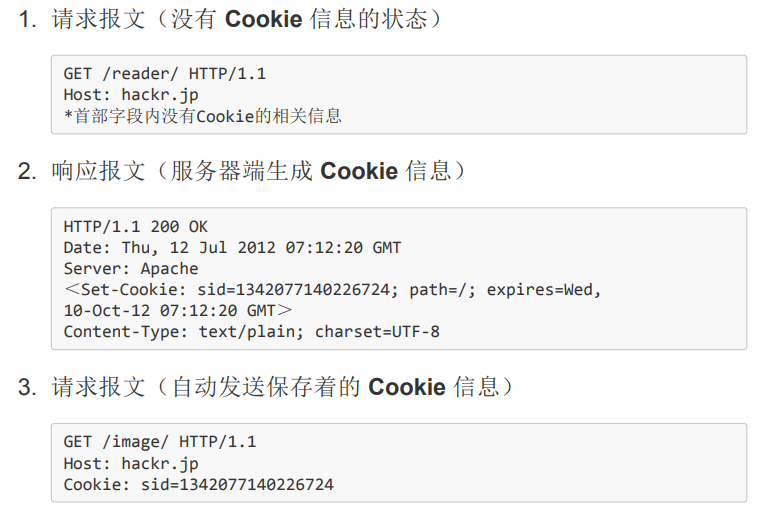 1. 请求报文（没有 Cookie 信息的状态）
GET /reader/ HTTP/1.1
Host: hackr.jp
*首部字段内没有Cookie的相关信息
2. 响应报文（服务器端生成 Cookie 信息）
HTTP/1.1 200 OK
Date: Thu, 12 Jul 2012 07:12:20 GMT
Server: Apache
＜Set-Cookie: sid=1342077140226724; path=/; expires=Wed,
10-Oct-12 07:12:20 GMT＞
Content-Type: text/plain; charset=UTF-8
3. 请求报文（自动发送保存着的 Cookie 信息）
GET /image/ HTTP/1.1
Host: hackr.jp
Cookie: sid=1342077140226724